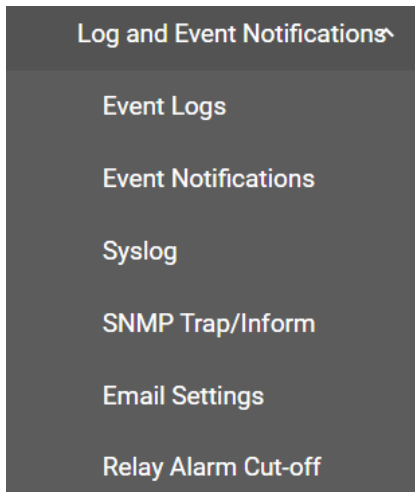 Log and Event Notifications
Event Logs
Event Notifications
Syslog
SNMP Trap/Inform
Email Settings
Relay Alarm Cut-off